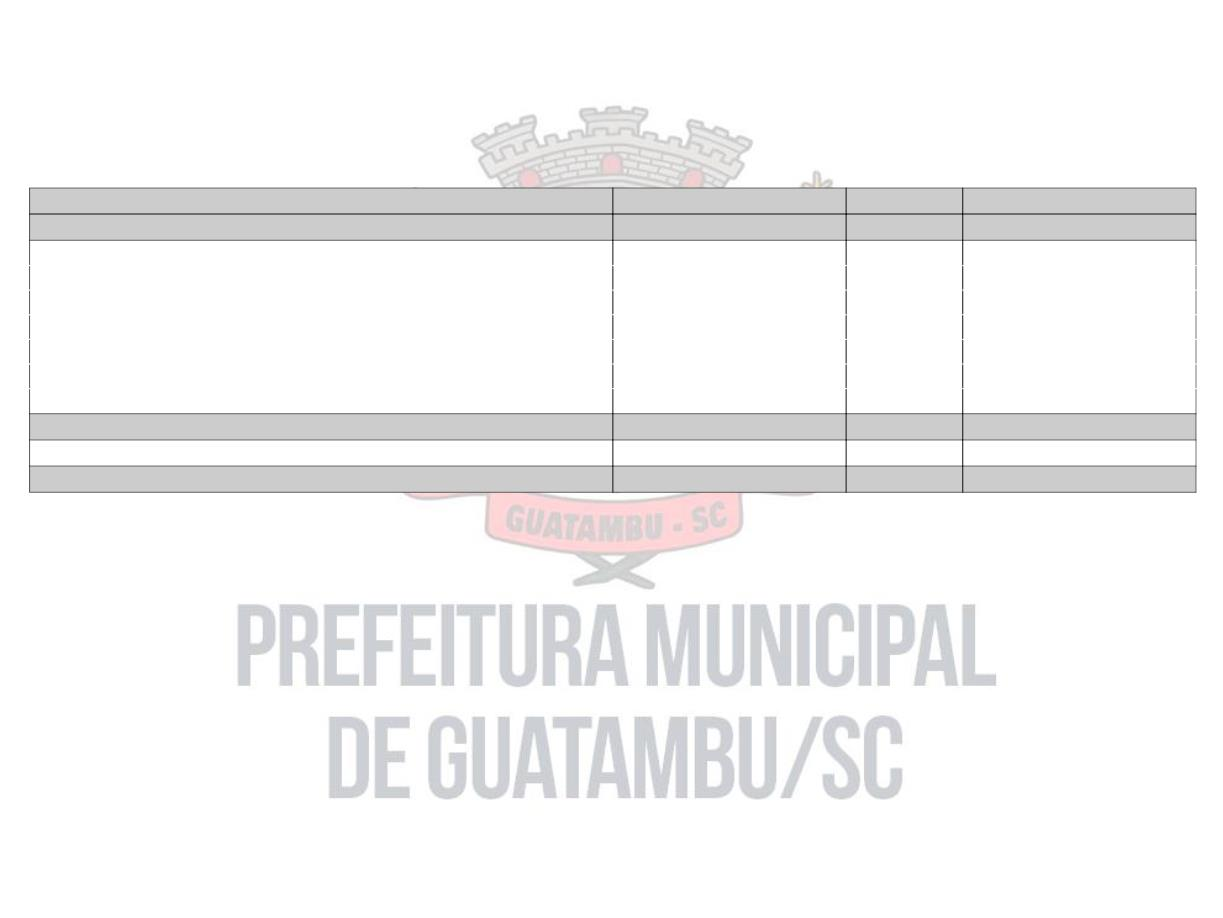 GUATAMBU - SC
PREFEITURA MUNICIPAL
DE GUATAMBU/SC